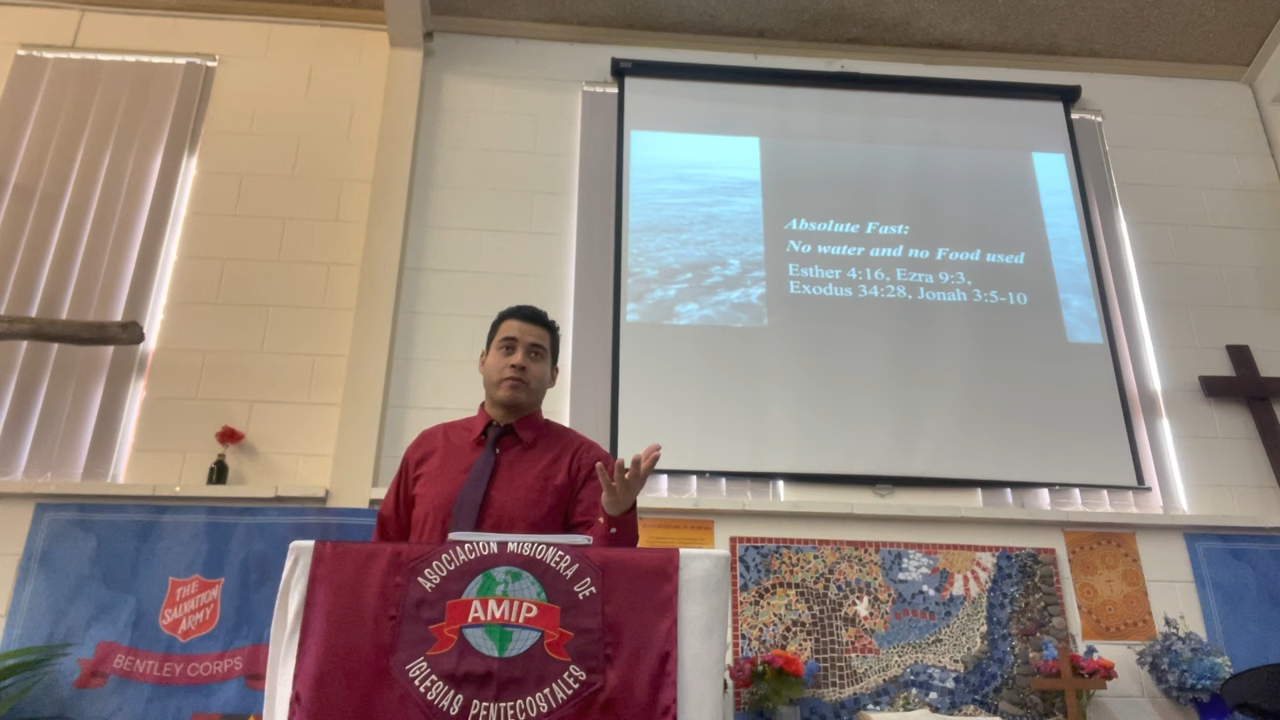 Absolute Fast:
No water and no Food used
Esther 4:16, Ezra 9:3,
Exodus 34:28, Jonah 3:5-10
THE
SALVATION
ARMY
BENTLEY CORPS
ASOCIACIÓN MISIONERA DE
AMIP
IGLESIAS PENTECOSTALES